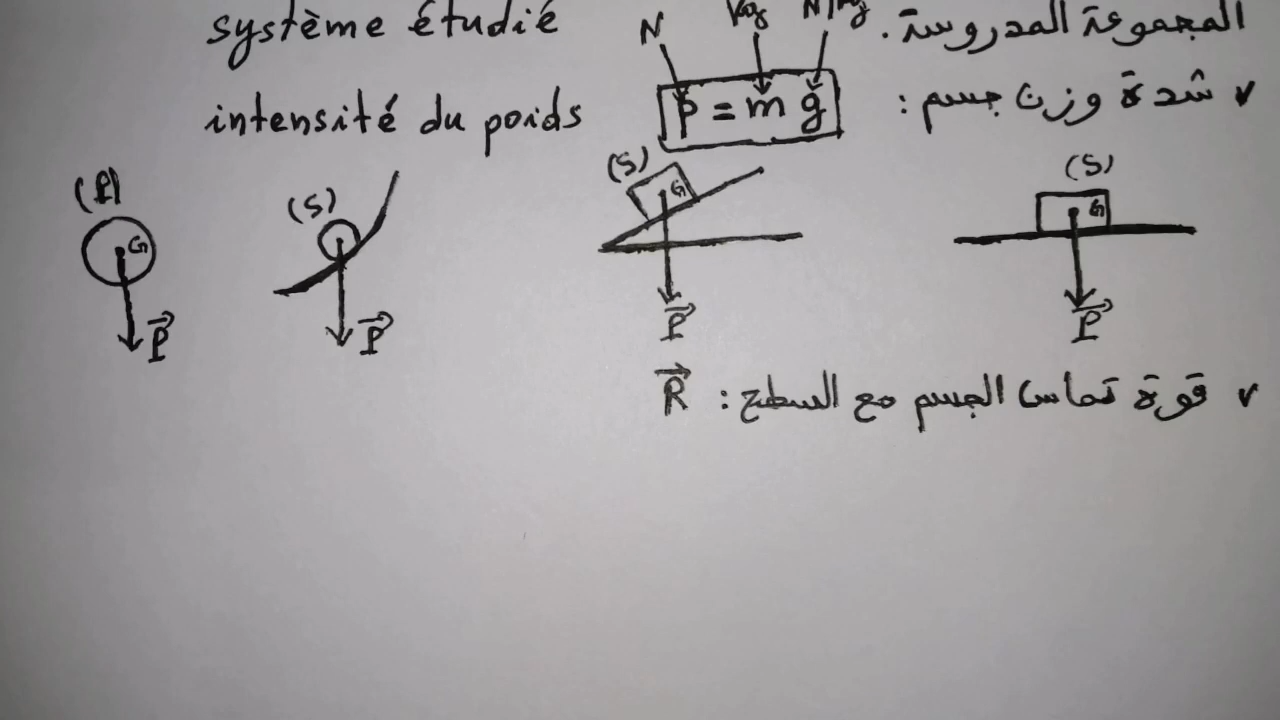 système étudié
المجموعة المدروسة.
N Kg N/Kg
intensité du poids
P = m g
✓ شدة وزن جسم :
(S) G P
(S) P
(S) G P
G P
✓ قوة تماس الجسم مع السطح : R